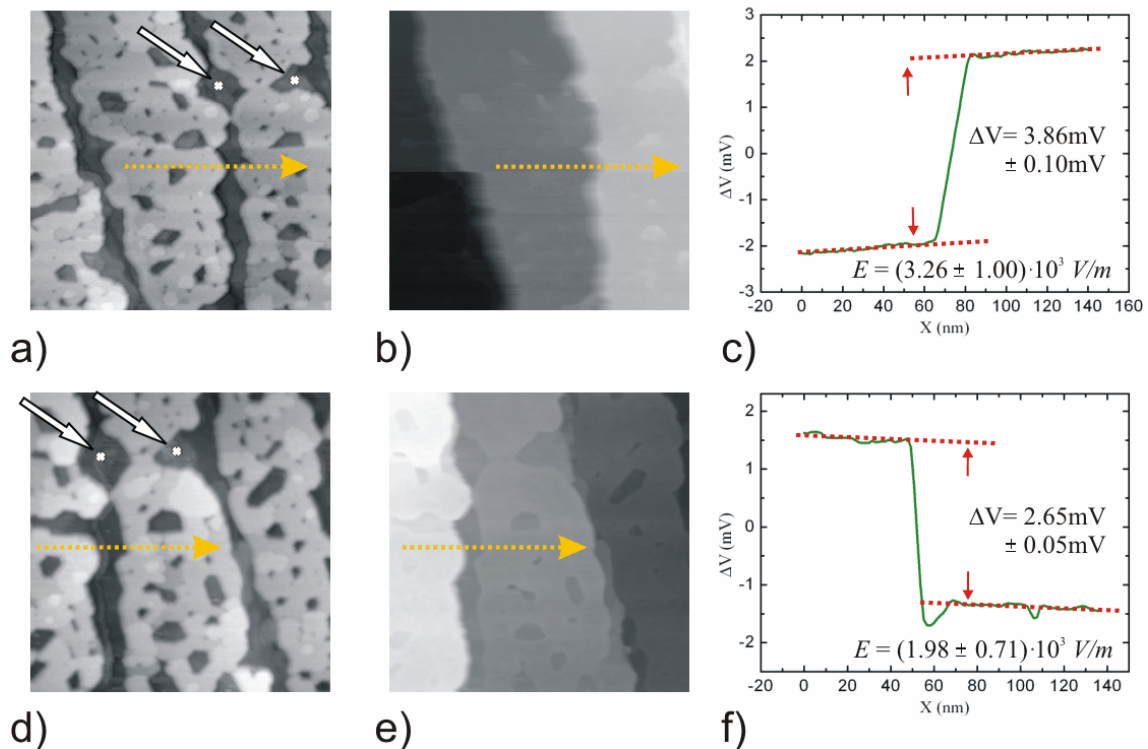 a)
b)
3
2
1
0
−1
−2
−3
ΔV (mV)
ΔV= 3.86mV
± 0.10mV
E = (3.26 ± 1.00)·10³ V/m
-20 0 20 40 60 80 100 120 140 160
X (nm)
c)
d)
e)
2
1
0
-1
-2
ΔV (mV)
ΔV= 2.65mV
± 0.05mV
E = (1.98 ± 0.71)·10³ V/m
-20 0 20 40 60 80 100 120 140
X (nm)
f)